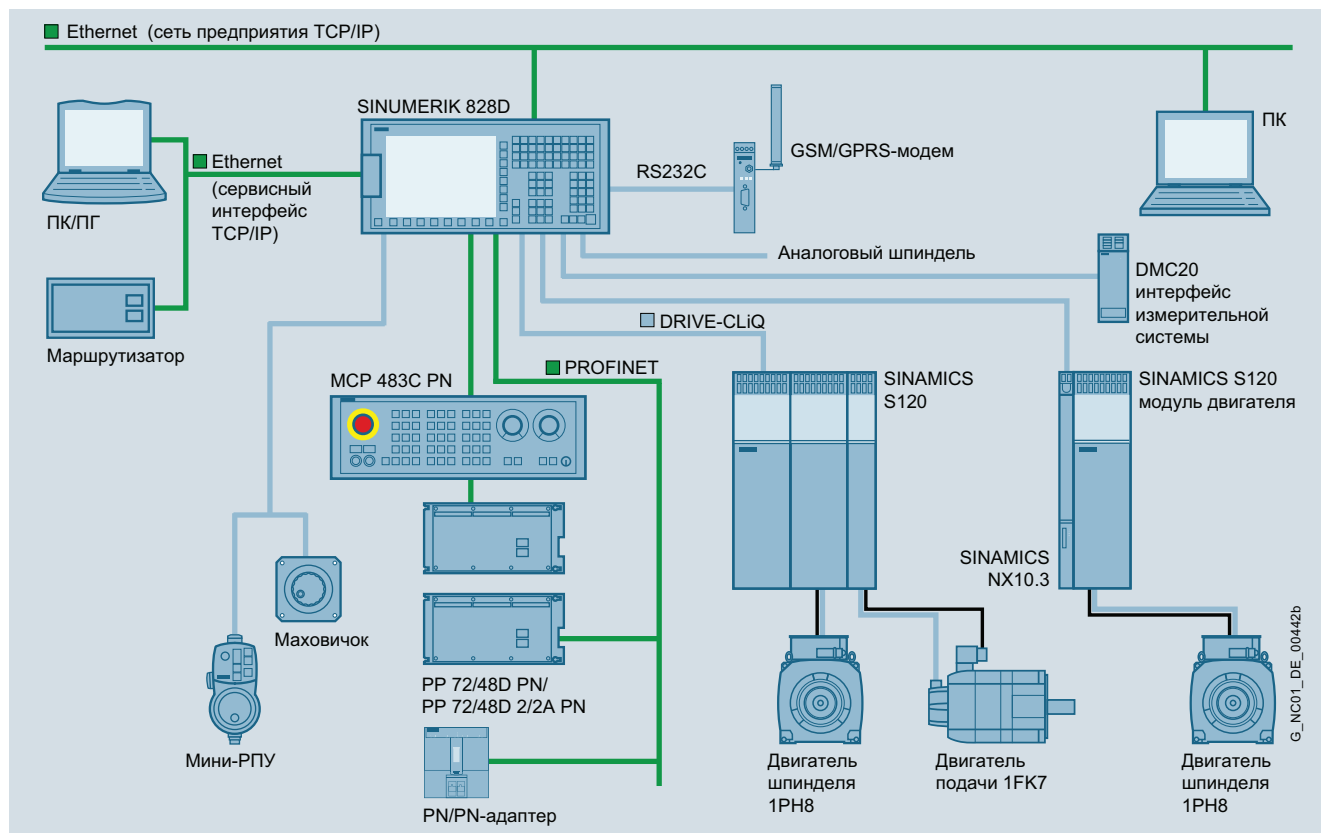 Ethernet (сеть предприятия TCP/IP)
SINUMERIK 828D
ПК
GSM/GPRS-модем
RS232C
Ethernet
(сервисный
интерфейс
TCP/IP)
ПК/ПГ
Аналоговый шпиндель
DMC20
интерфейс
измерительной
системы
Маршрутизатор
DRIVE-CLiQ
PROFINET
MCP 483C PN
SINAMICS
S120
SINAMICS S120
модуль двигателя
SINAMICS
NX10.3
Маховичок
Мини-РПУ
PP 72/48D PN/
PP 72/48D 2/2A PN
PN/PN-адаптер
Двигатель
шпинделя
1PH8
Двигатель
подачи 1FK7
Двигатель
шпинделя
1PH8
G_NC01_DE_00442b